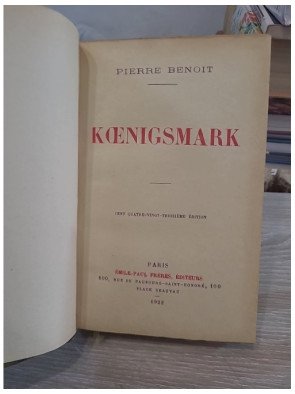 PIERRE BENOIT
KŒNIGSMARK
CENT QUATRE-VINGT-TROISIÈME ÉDITION
PARIS
ÉMILE-PAUL FRÈRES, ÉDITEURS
100, RUE DU FAUBOURG-SAINT-HONORÉ, 100
PLACE BEAUVAU
1922